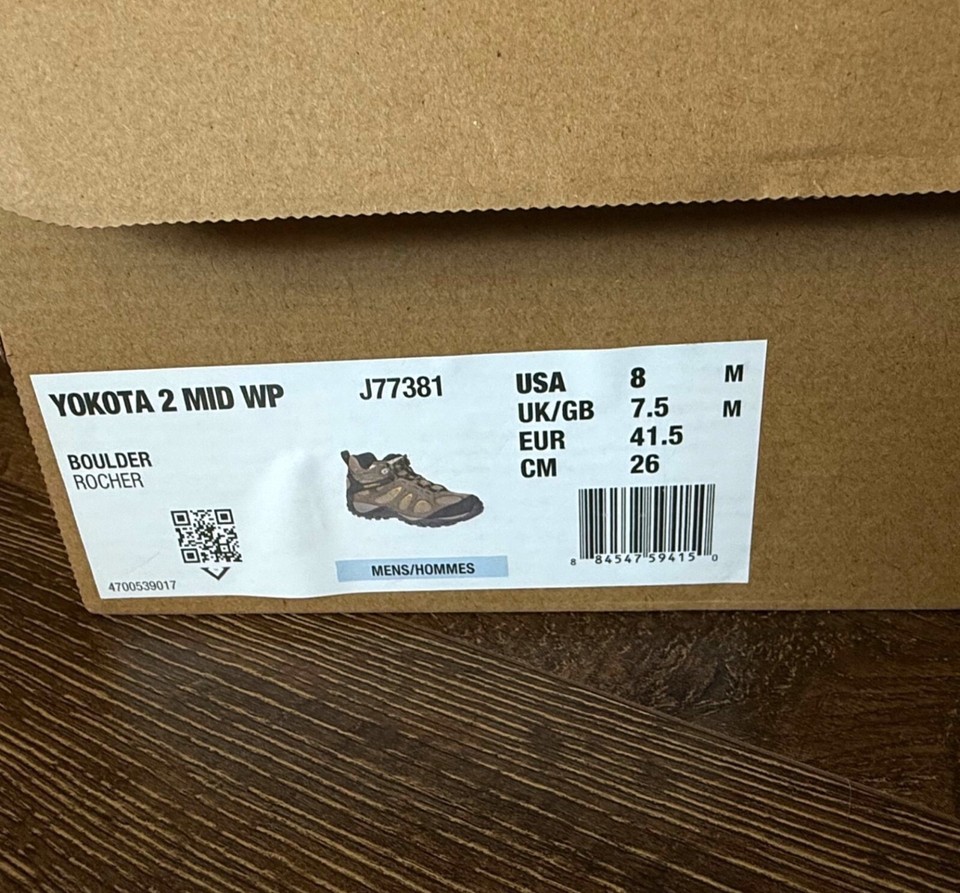 YOKOTA 2 MID WP
J77381
BOULDER
ROCHER
4700539017
MENS/HOMMES
USA 8 M
UK/GB 7.5 M
EUR 41.5
CM 26
8 84547 59415 0